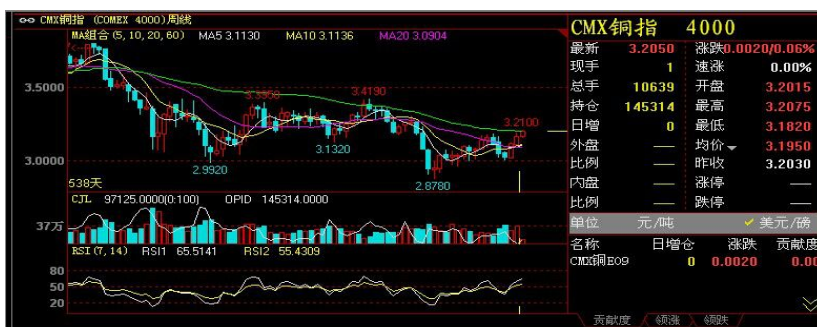 CMX铜指 (COMEX 4000)周线
MA组合(5, 10, 20, 60) MA5 3.1130 MA10 3.1136 MA20 3.0904
3.5000
3.0000
3.3950
3.4190
3.2100
2.9920
3.1320
2.8780
538天
CJL 97125.0000(0:100) OPID 145314.0000
37万
RSI(7, 14) RSI1 65.5141 RSI2 55.4309
80
50
20
CMX铜指 4000
最新 3.2050 涨跌 0.0020/0.06%
现手 1 速涨 0.00%
总手 10639 开盘 3.2015
持仓 145314 最高 3.2075
日增 0 最低 3.1820
外盘 — 均价 3.1950
比例 — 昨收 3.2030
内盘 — 涨停 —
比例 — 跌停 —
单位 元/吨 美元/磅
名称 日增仓 涨跌 贡献度
CMX铜E09 0 0.0020 0.00
贡献度 领涨 领跌